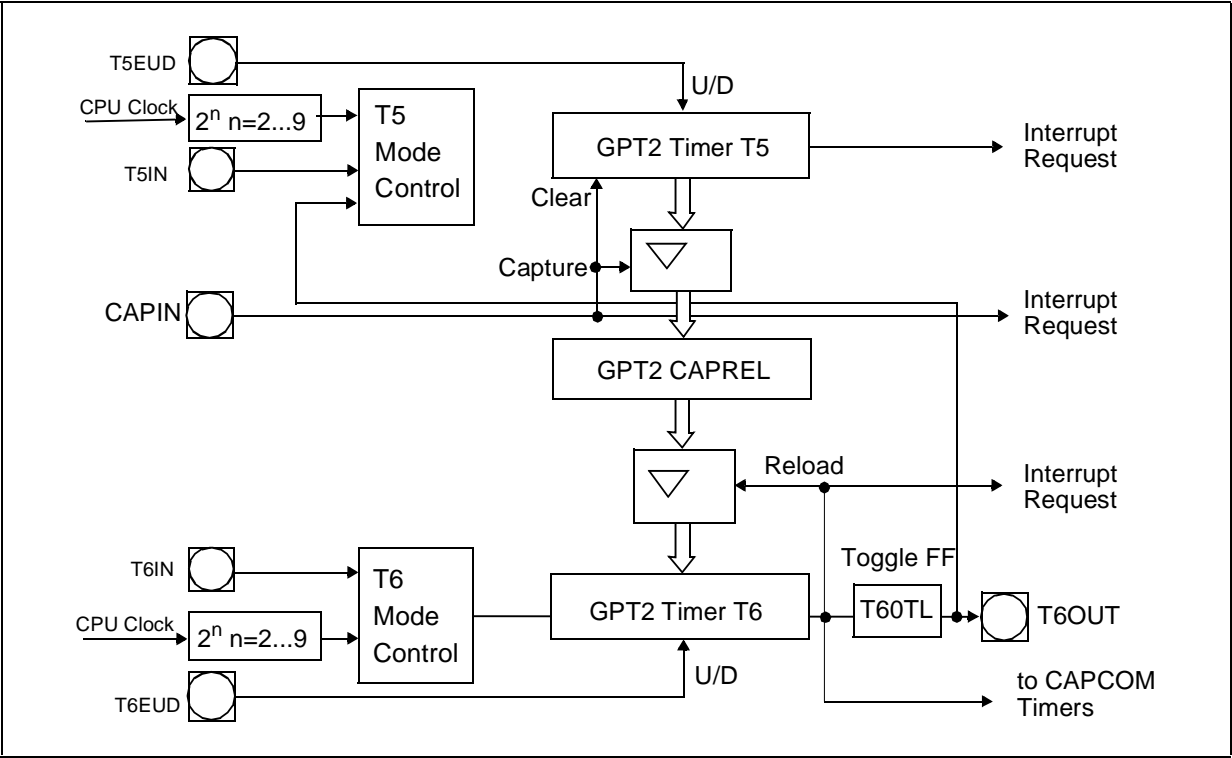 T5EUD
U/D
CPU Clock
2n n=2...9
T5
Mode
Control
GPT2 Timer T5
Interrupt
Request
T5IN
Clear
Capture
CAPIN
Interrupt
Request
GPT2 CAPREL
Reload
Interrupt
Request
Toggle FF
T6IN
T6
Mode
Control
GPT2 Timer T6
T60TL
T6OUT
CPU Clock
2n n=2...9
U/D
T6EUD
to CAPCOM
Timers